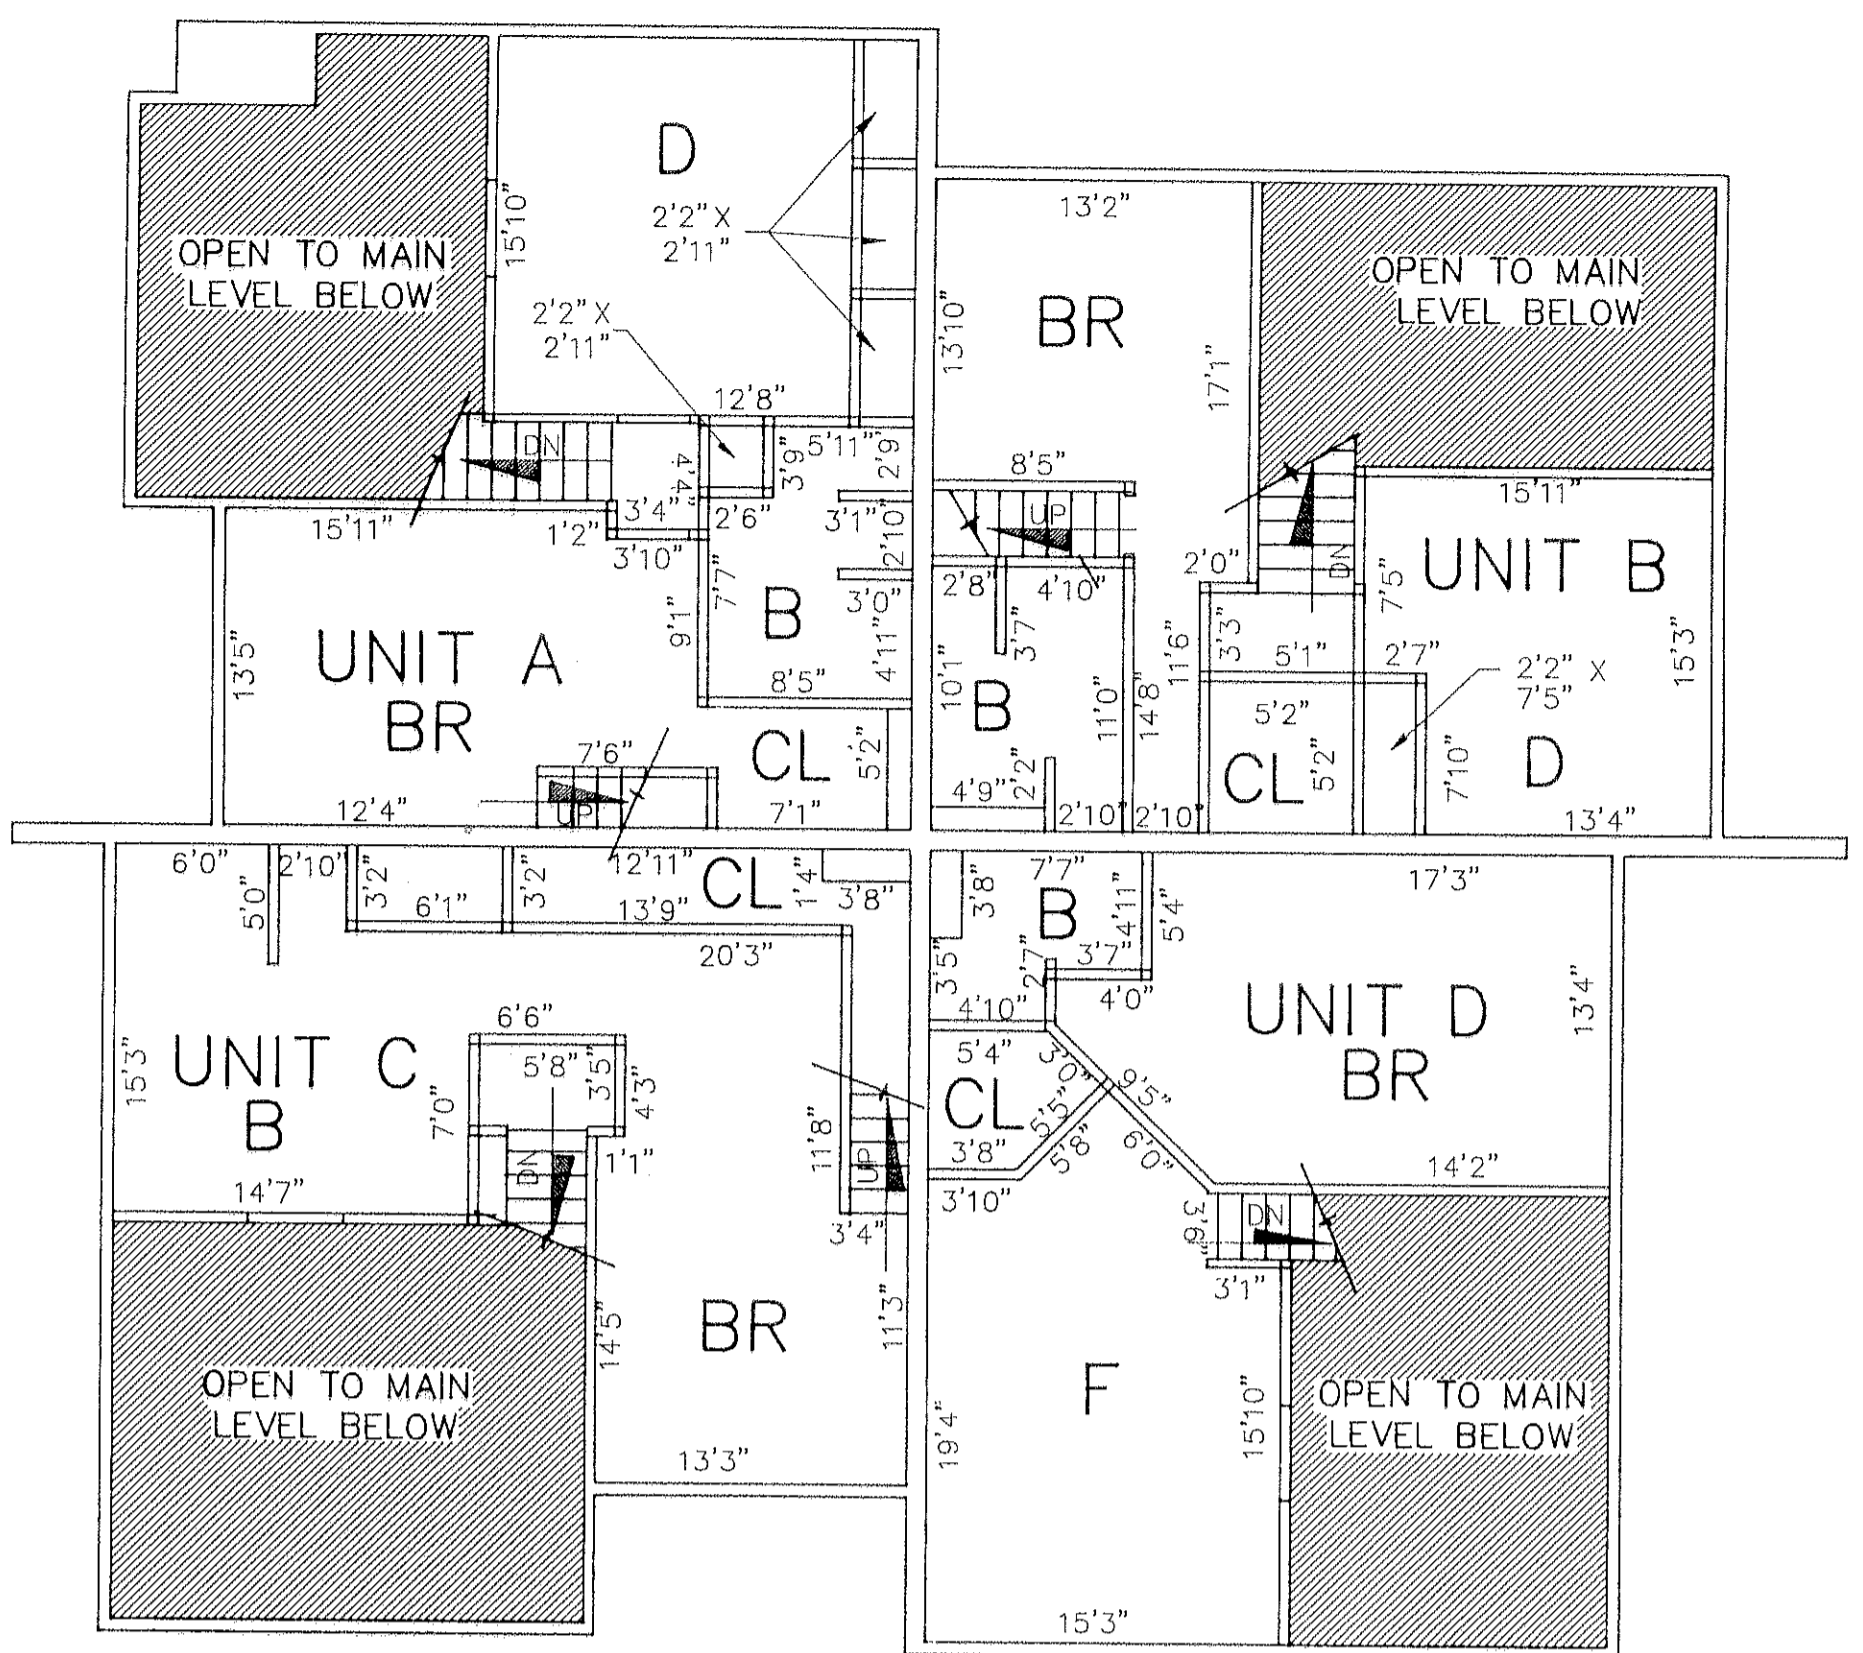 D
2'2" X
2'11"
15'10"
OPEN TO MAIN
LEVEL BELOW
2'2" X
2'11"
12'8"
DN
4'4"
3'9"
5'11"
2'9
15'11"
1'2"
3'4"
3'10"
2'6"
3'1"
2'10"
7'7"
9'1"
B
3'0"
4'11"
8'5"
13'5"
UNIT A
BR
CL
5'2"
7'6"
UP
12'4"
7'1"
13'2"
BR
13'10"
17'1"
OPEN TO MAIN
LEVEL BELOW
8'5"
UP
15'11"
UNIT B
DN
7'5"
2'0"
2'8"
4'10"
3'7"
3'3"
11'6"
5'1"
2'7"
2'2" X
7'5"
15'3"
10'1"
B
11'0"
14'8"
5'2"
CL
5'2"
7'10"
D
4'9"
2'2"
2'10"
2'10"
13'4"
6'0"
2'10"
5'0"
3'2"
6'1"
3'2"
12'11"
CL
1'4"
3'8"
13'9"
20'3"
6'6"
5'8"
3'5"
4'3"
UNIT C
B
15'3"
7'0"
DN
1'1"
14'7"
11'8"
UP
3'4"
11'3"
14'5"
BR
OPEN TO MAIN
LEVEL BELOW
13'3"
7'7"
3'8"
B
4'11"
5'4"
17'3"
3'5"
2'7"
3'7"
4'0"
4'10"
UNIT D
BR
13'4"
5'4"
3'0"
9'5"
CL
5'5"
5'8"
6'0"
3'8"
3'10"
14'2"
3'6"
DN
3'1"
F
19'4"
15'10"
OPEN TO MAIN
LEVEL BELOW
15'3"